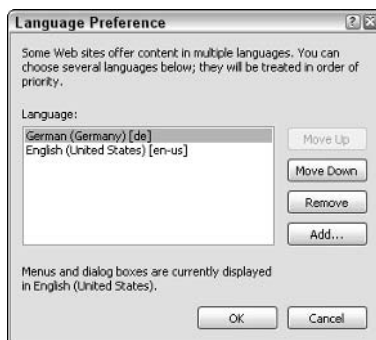 Language Preference
Some Web sites offer content in multiple languages. You can
choose several languages below; they will be treated in order of
priority.
Language:
German (Germany) [de]
English (United States) [en-us]
Move Up
Move Down
Remove
Add...
Menus and dialog boxes are currently displayed
in English (United States).
OK
Cancel